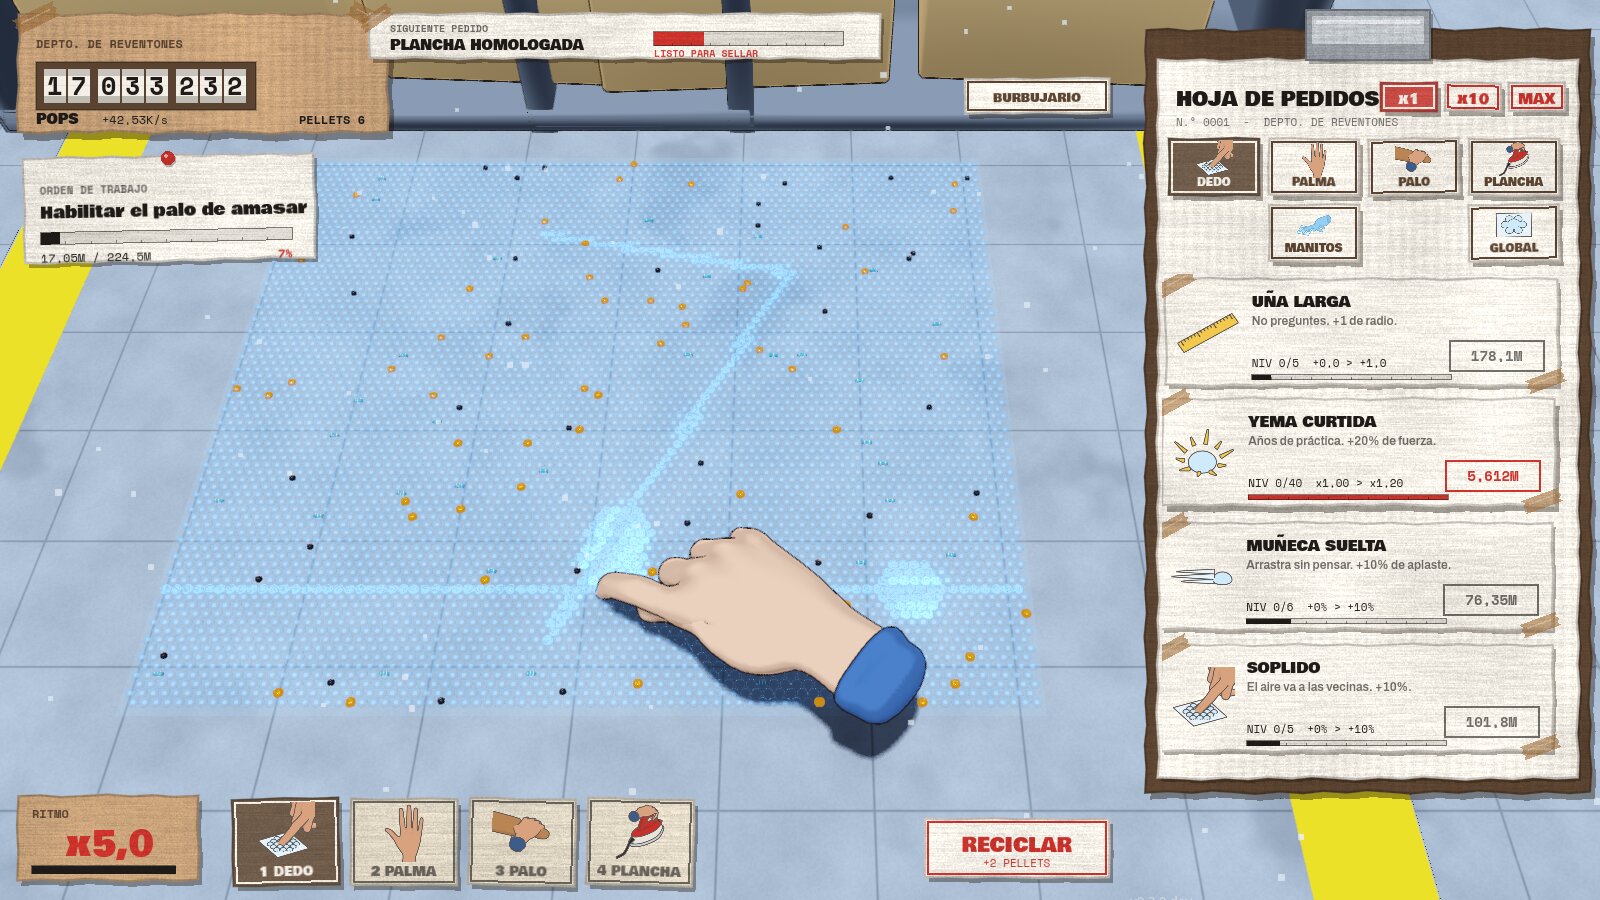 DEPTO. DE REVENTONES
17 033 232
POPS +42,53K/s PELLETS 6
SIGUIENTE PEDIDO
PLANCHA HOMOLOGADA
LISTO PARA SELLAR
BURBUJARIO
ORDEN DE TRABAJO
Habilitar el palo de amasar
17.05M / 224.5M 7%
HOJA DE PEDIDOS x1 x10 MAX
N.° 0001 - DEPTO. DE REVENTONES
DEDO PALMA PALO PLANCHA
MANITOS GLOBAL
UÑA LARGA
No preguntes. +1 de radio.
NIV 0/5 +0,0 > +1,0 178,1M
YEMA CURTIDA
Años de práctica. +20% de fuerza.
NIV 0/40 x1,00 > x1,20 5,612M
MUÑECA SUELTA
Arrastra sin pensar. +10% de aplaste.
NIV 0/6 +0% > +10% 76,35M
SOPLIDO
El aire va a las vecinas. +10%.
NIV 0/5 +0% > +10% 101,8M
RITMO
x5,0
1 DEDO 2 PALMA 3 PALO 4 PLANCHA
RECICLAR
+2 PELLETS